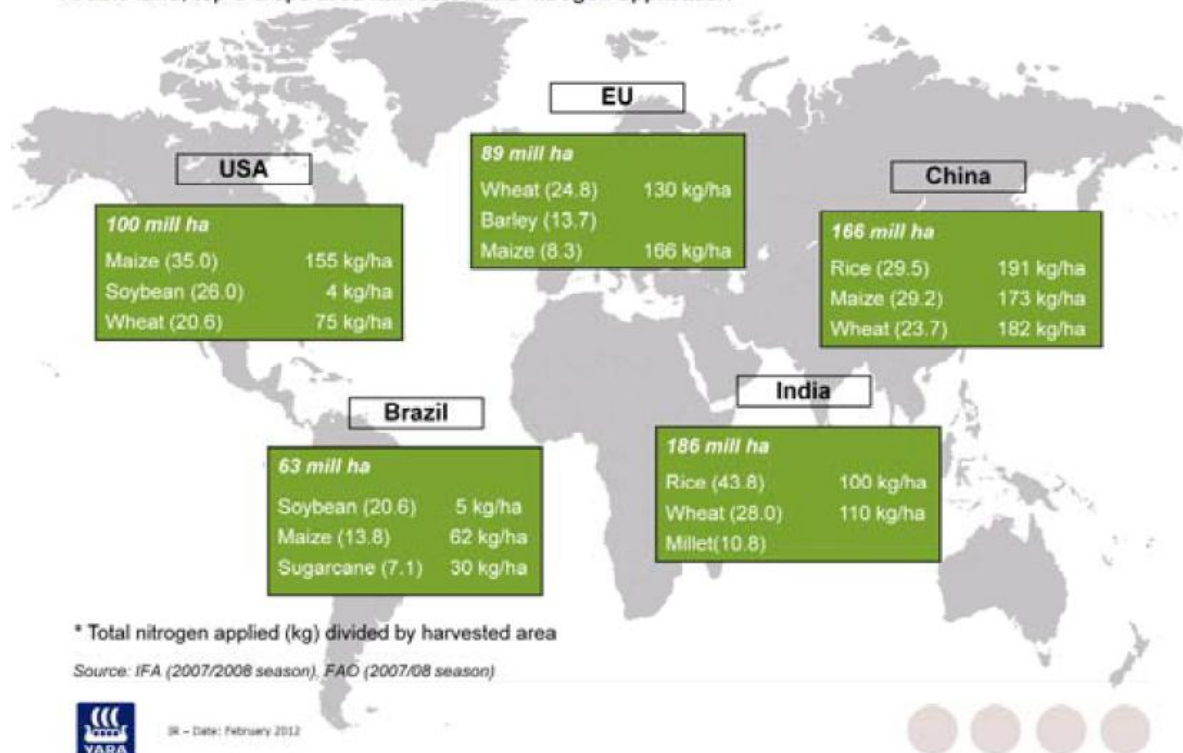 EU
89 mill ha
Wheat (24.8) 130 kg/ha
Barley (13.7)
Maize (8.3) 166 kg/ha
USA
100 mill ha
Maize (35.0) 155 kg/ha
Soybean (26.0) 4 kg/ha
Wheat (20.6) 75 kg/ha
China
166 mill ha
Rice (29.5) 191 kg/ha
Maize (29.2) 173 kg/ha
Wheat (23.7) 182 kg/ha
Brazil
63 mill ha
Soybean (20.6) 5 kg/ha
Maize (13.8) 62 kg/ha
Sugarcane (7.1) 30 kg/ha
India
186 mill ha
Rice (43.8) 100 kg/ha
Wheat (28.0) 110 kg/ha
Millet(10.8)
* Total nitrogen applied (kg) divided by harvested area
Source: IFA (2007/2008 season), FAO (2007/08 season)
YARA
IR – Date: February 2012